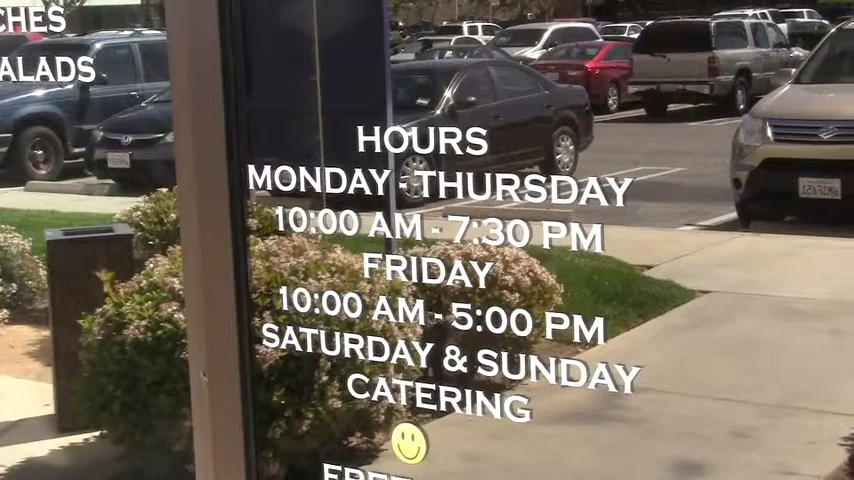 CHES
ALADS
HOURS
MONDAY - THURSDAY
10:00 AM - 7:30 PM
FRIDAY
10:00 AM - 5:00 PM
SATURDAY & SUNDAY
CATERING